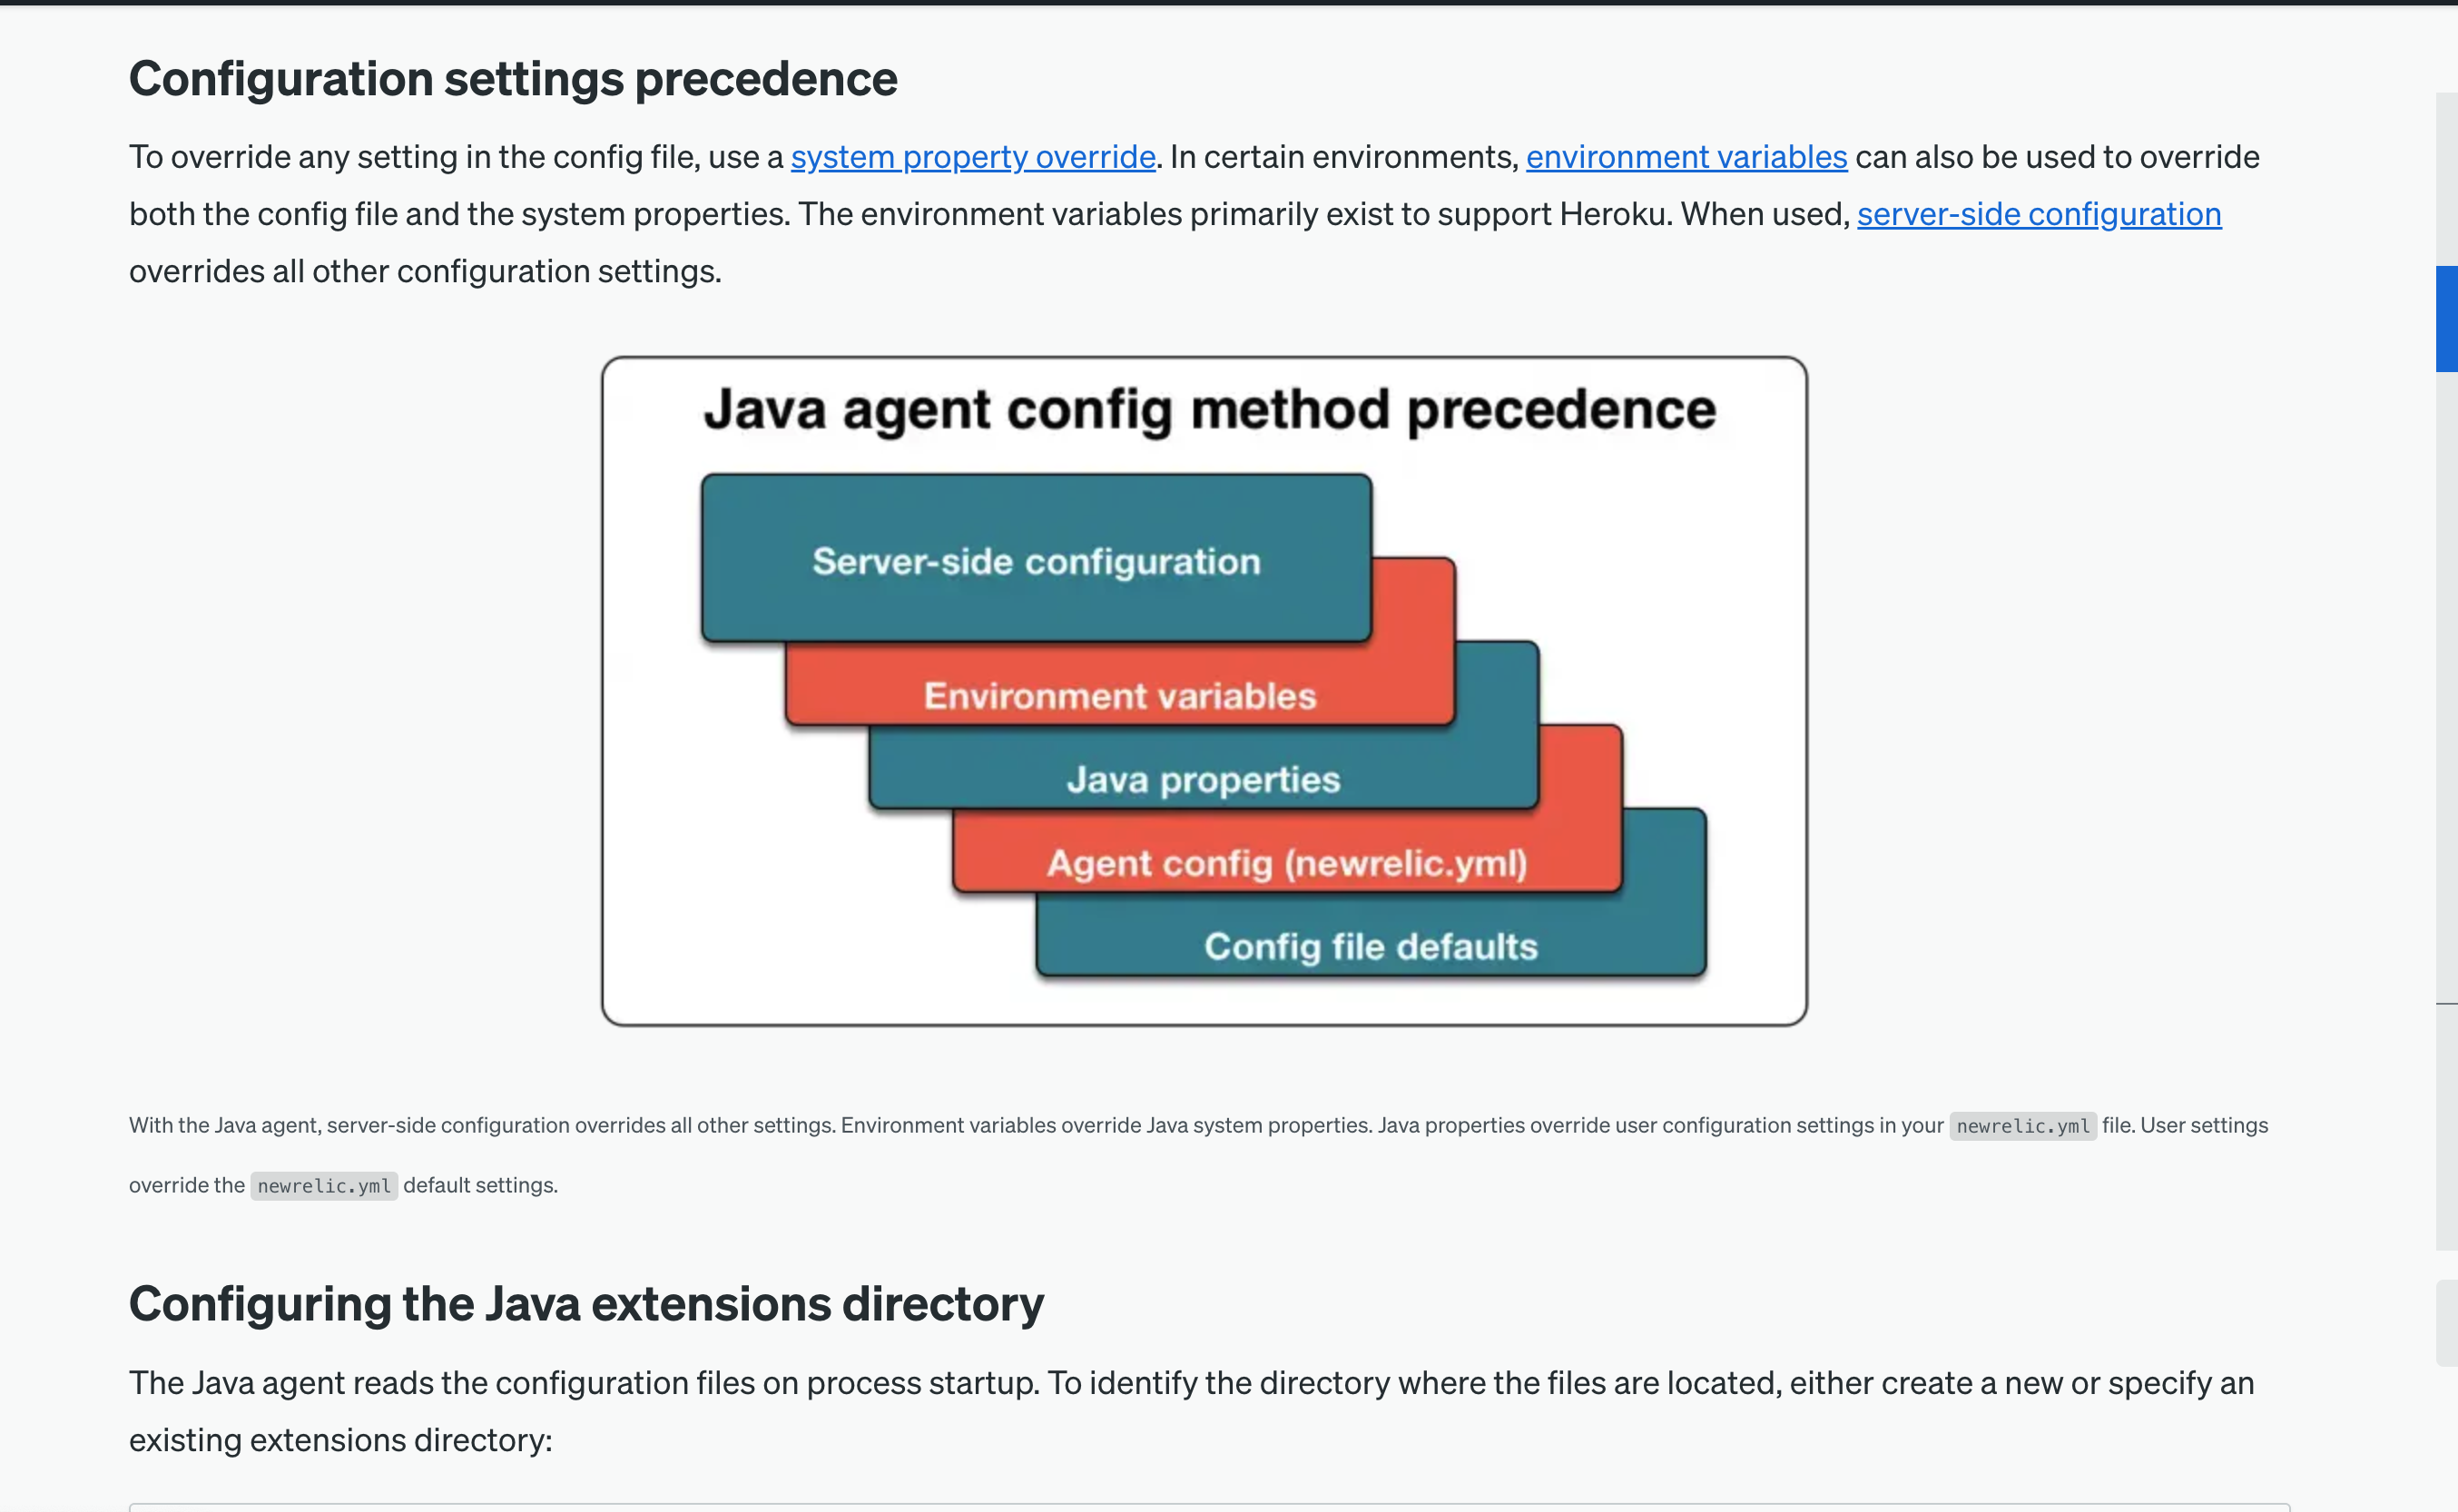 Configuration settings precedence
To override any setting in the config file, use a system property override. In certain environments, environment variables can also be used to override
both the config file and the system properties. The environment variables primarily exist to support Heroku. When used, server-side configuration
overrides all other configuration settings.
Java agent config method precedence
Server-side configuration
Environment variables
Java properties
Agent config (newrelic.yml)
Config file defaults
With the Java agent, server-side configuration overrides all other settings. Environment variables override Java system properties. Java properties override user configuration settings in your newrelic.yml file. User settings
override the newrelic.yml default settings.
Configuring the Java extensions directory
The Java agent reads the configuration files on process startup. To identify the directory where the files are located, either create a new or specify an
existing extensions directory: